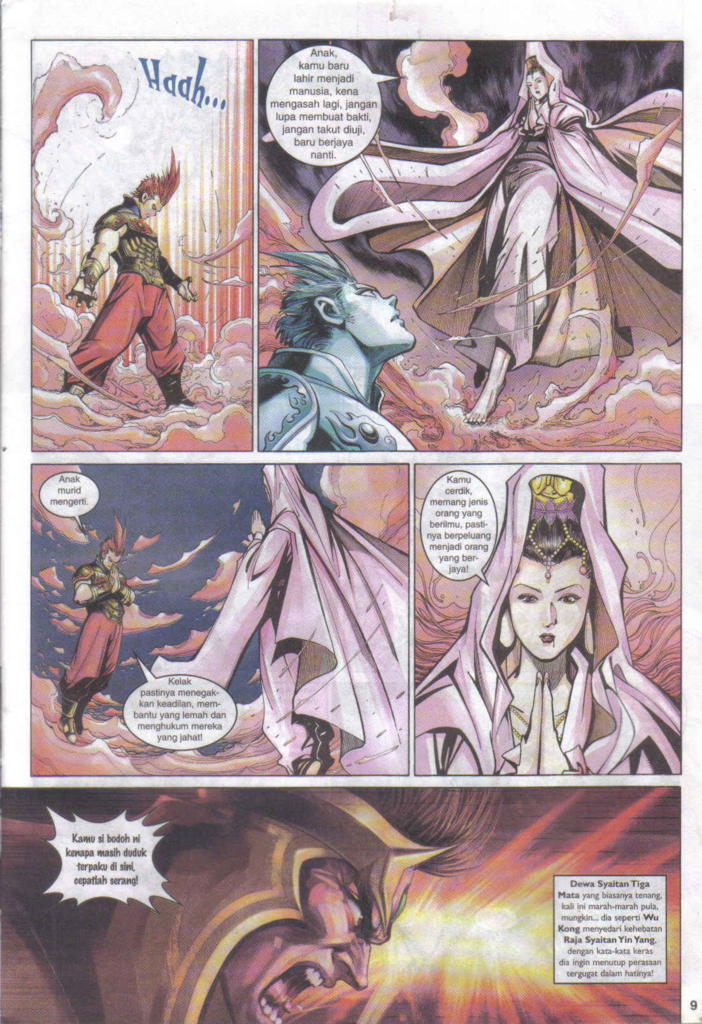 Haah...
Anak,
kamu baru
lahir menjadi
manusia, kena
mengasah lagi, jangan
lupa membuat bakti,
jangan takut diuji,
baru berjaya
nanti.
Anak
murid
mengerti.
Kelak
pastinya menegak-
kan keadilan, mem-
bantu yang lemah dan
menghukum mereka
yang jahat!
Kamu
cerdik,
memang jenis
orang yang
berilmu, pasti-
nya berpeluang
menjadi orang
yang ber-
jaya!
Kamu si bodoh ni
kenapa masih duduk
terpaku di sini,
cepatlah serang!
Dewa Syaitan Tiga
Mata yang biasanya tenang,
kali ini marah-marah pula,
mungkin... dia seperti Wu
Kong menyedari kehebatan
Raja Syaitan Yin Yang,
dengan kata-kata keras
dia ingin menutup perasaan
tergugat dalam hatinya!
9